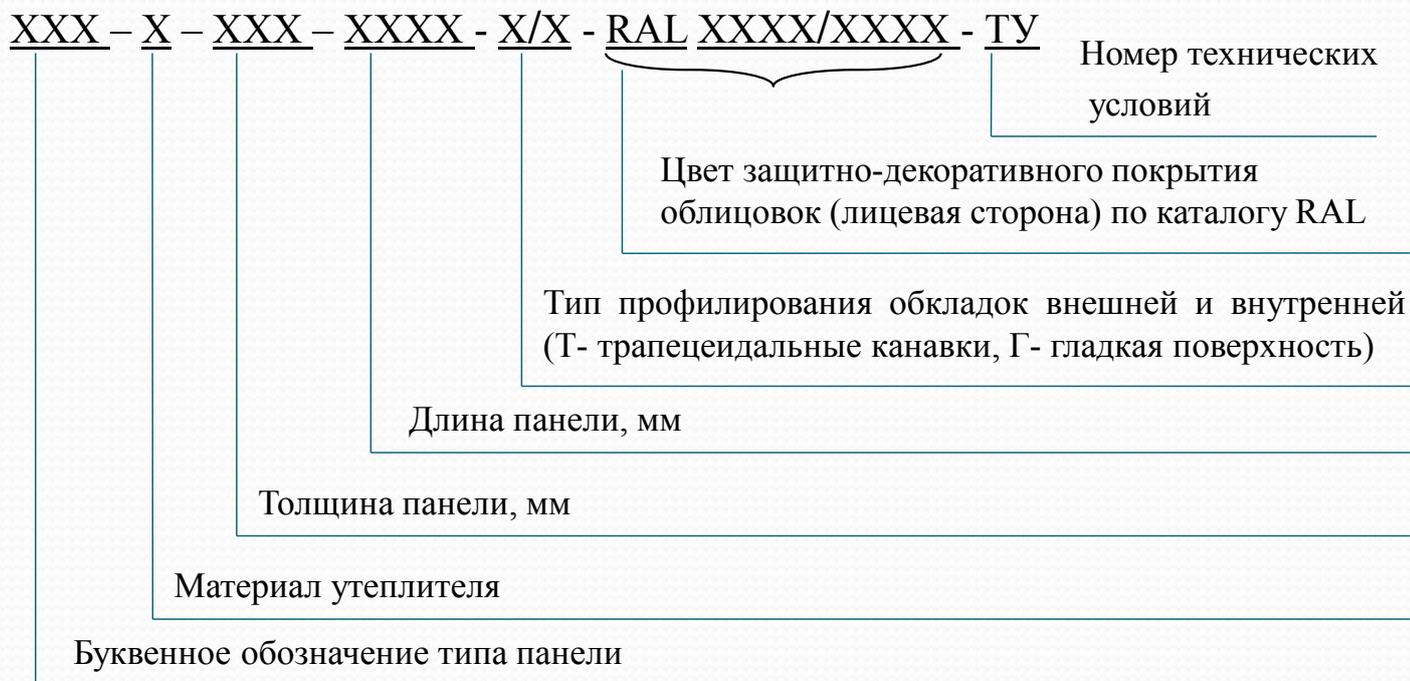 XXX – X – XXX – XXXX - X/X - RAL XXXX/XXXX - ТУ
Номер технических
условий
Цвет защитно-декоративного покрытия
облицовок (лицевая сторона) по каталогу RAL
Тип профилирования обкладок внешней и внутренней
(Т- трапецеидальные канавки, Г- гладкая поверхность)
Длина панели, мм
Толщина панели, мм
Материал утеплителя
Буквенное обозначение типа панели